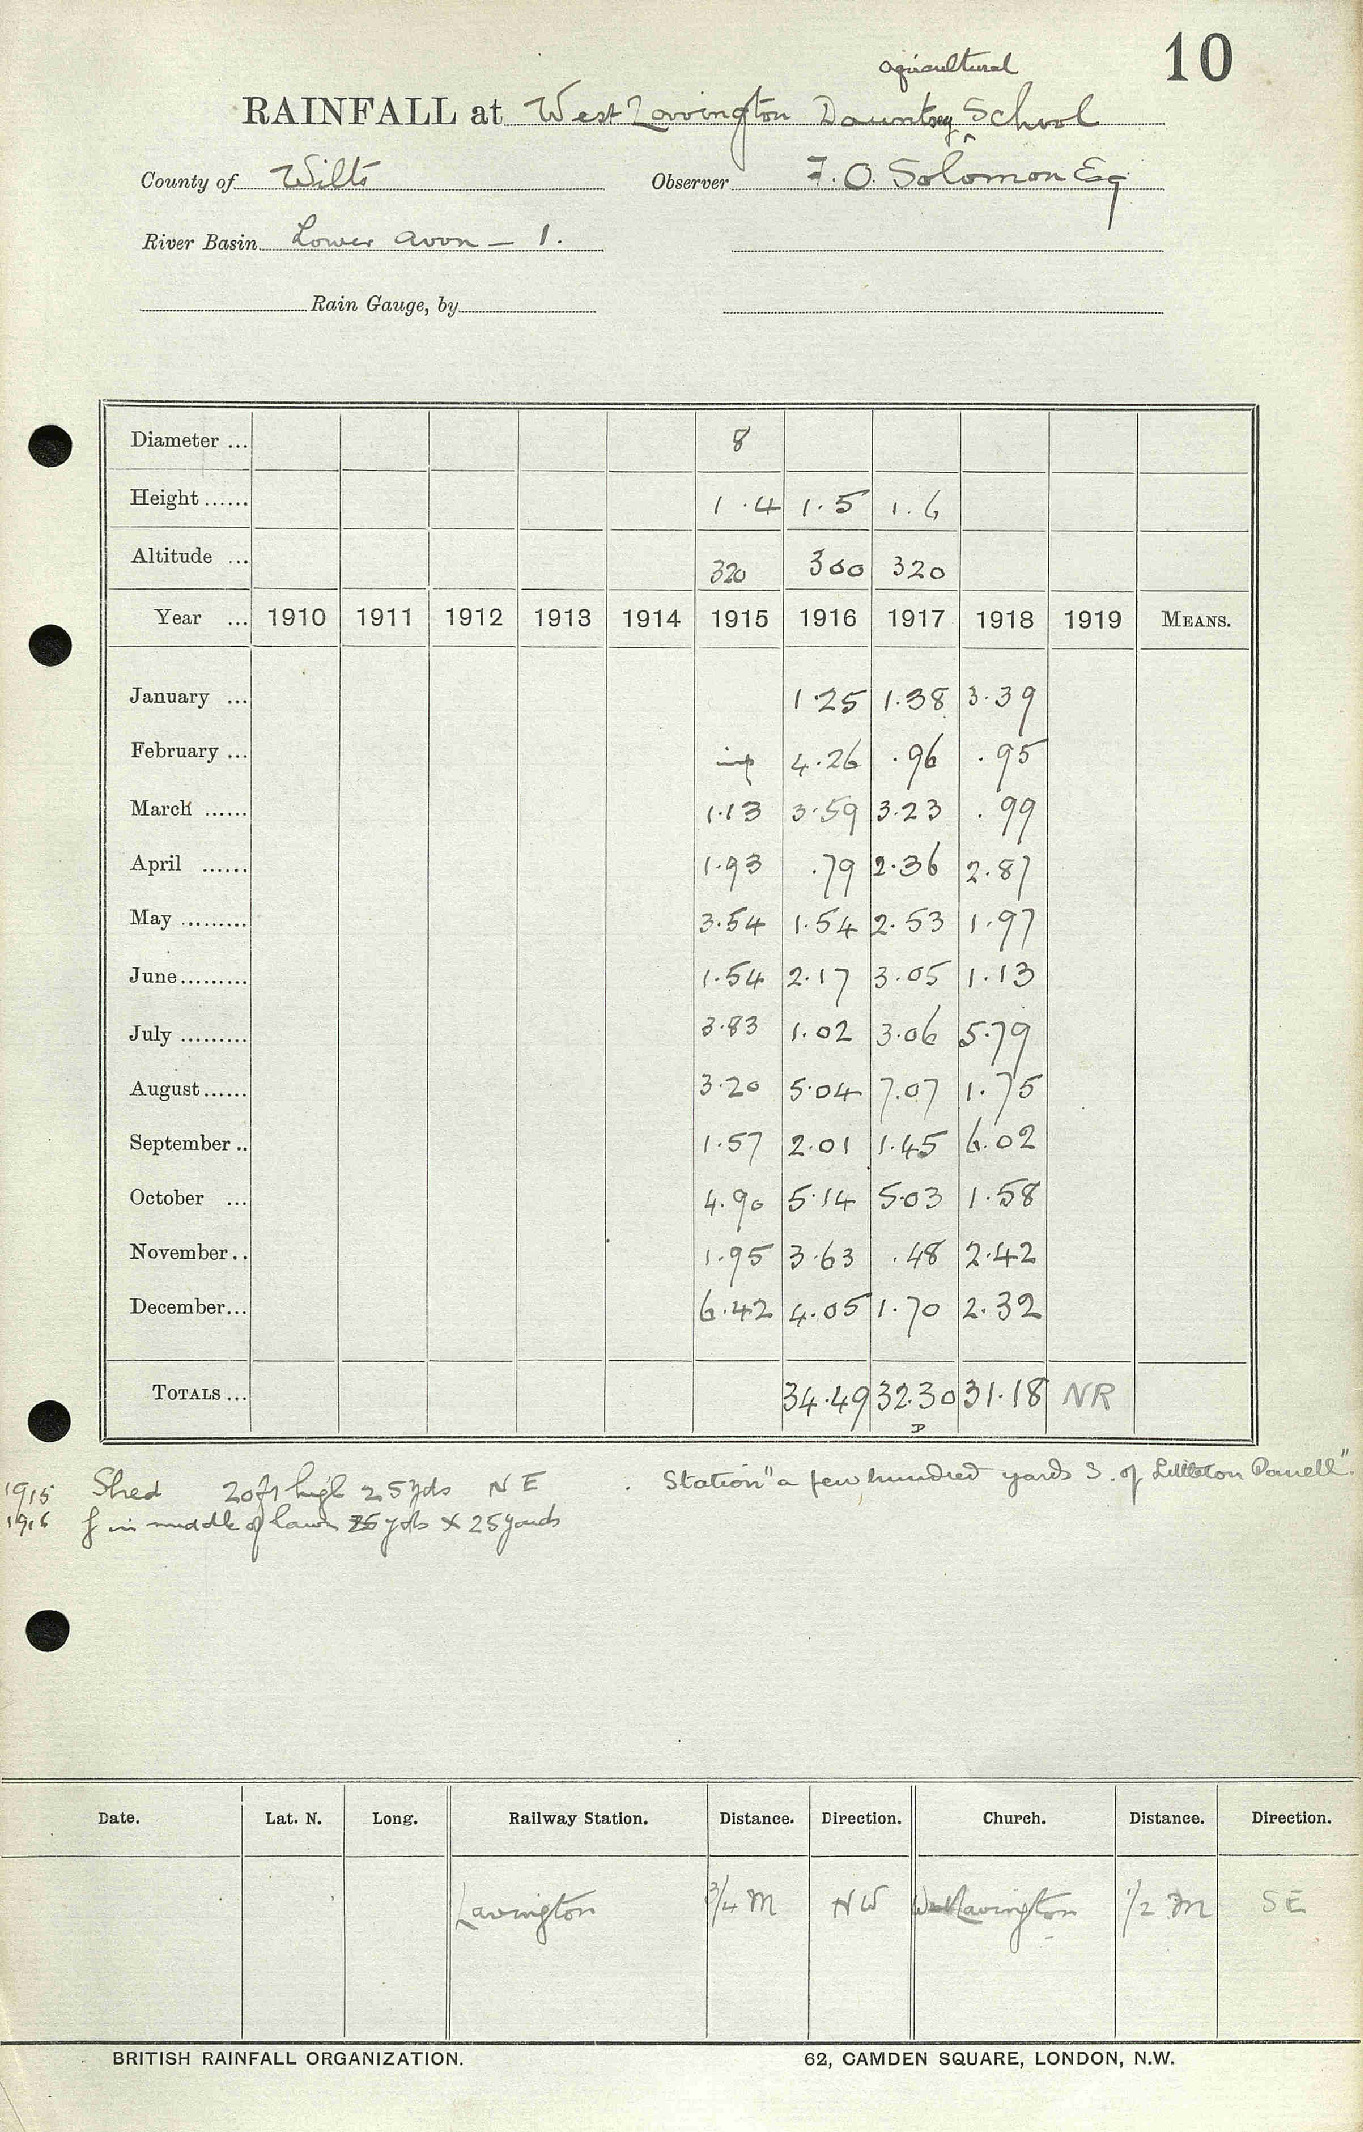 10
agricultural
RAINFALL at West Lavington Dauntsey ^ School
County of Wilts Observer F. O. Solomon Esq
River Basin Lower Avon — 1.
Rain Gauge, by
Diameter ... 8
Height ...... 1.4 1.5 1.6
Altitude ... 320 300 320
Year ... 1910 1911 1912 1913 1914 1915 1916 1917 1918 1919 MEANS.
January ... 1.25 1.38 3.39
February ... 4.26 .96 .95
March ...... 1.13 3.59 3.23 .99
April ...... 1.93 .79 2.36 2.87
May ......... 3.54 1.54 2.53 1.97
June ......... 1.54 2.17 3.05 1.13
July ......... 3.83 1.02 3.06 5.79
August ...... 3.20 5.04 7.07 1.75
September .. 1.57 2.01 1.45 6.02
October ... 4.90 5.14 5.03 1.58
November .. 1.95 3.63 .48 2.42
December ... 6.42 4.05 1.70 2.32
TOTALS ... 34.49 32.30 31.18 NR
1915 Shed 20ft high 25 yds N E Station "a few hundred yards S. of Littleton Panell".
1916 in middle of lawn 25 yds X 25 yards
Date. Lat. N. Long. Railway Station. Distance. Direction. Church. Distance. Direction.
Lavington 3/4 M NW West Lavington 1/2 M SE
BRITISH RAINFALL ORGANIZATION. 62, CAMDEN SQUARE, LONDON, N.W.